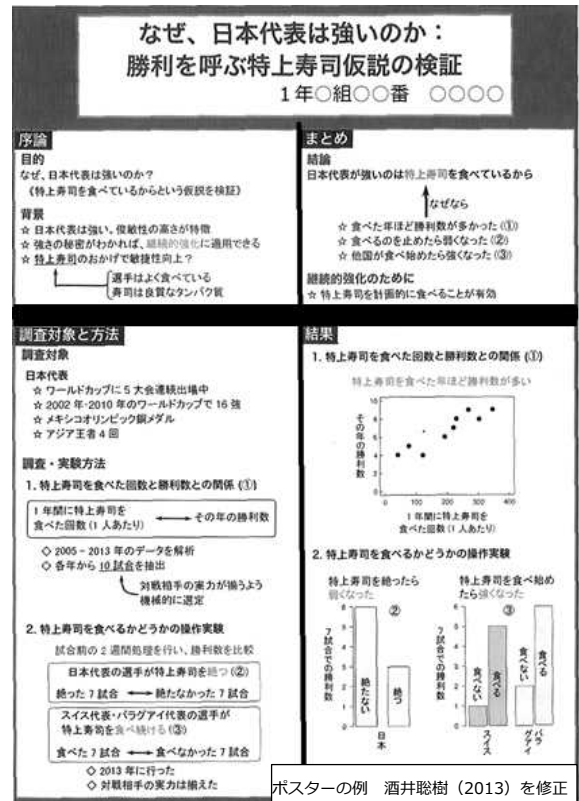 なぜ、日本代表は強いのか:
勝利を呼ぶ特上寿司仮説の検証
1年○組○○番 ○○○○
序論
目的
なぜ、日本代表は強いのか?
《特上寿司を食べているからという仮説を検証》
背景
☆ 日本代表は強い。俊敏性の高さが特徴
☆ 強さの秘密がわかれば、継続的強化に適用できる
☆ 特上寿司のおかげで敏捷性向上?
選手はよく食べている
寿司は良質なタンパク質
まとめ
結論
日本代表が強いのは特上寿司を食べているから
なぜなら
☆ 食べた年ほど勝利数が多かった (①)
☆ 食べるのを止めたら弱くなった (②)
☆ 他国が食べ始めたら強くなった (③)
継続的強化のために
☆ 特上寿司を計画的に食べることが有効
調査対象と方法
調査対象
日本代表
☆ ワールドカップに5大会連続出場中
☆ 2002年-2010年のワールドカップで16強
☆ メキシコオリンピック銅メダル
☆ アジア王者4回
調査・実験方法
1. 特上寿司を食べた回数と勝利数との関係 (①)
1年間に特上寿司を
食べた回数 (1人あたり)
その年の勝利数
◇ 2005-2013年のデータを解析
◇ 各年から10試合を抽出
対戦相手の実力が揃うよう
機械的に選定
2. 特上寿司を食べるかどうかの操作実験
試合前の2週間処理を行い、勝利数を比較
日本代表の選手が特上寿司を絶つ (②)
絶った7試合 絶たなかった7試合
スイス代表・パラグアイ代表の選手が
特上寿司を食べ続ける (③)
食べた7試合 食べなかった7試合
◇ 2013年に行った
◇ 対戦相手の実力は揃えた
結果
1. 特上寿司を食べた回数と勝利数との関係 (①)
特上寿司を食べた年ほど勝利数が多い
その年の勝利数
10
8
6
4
2
0
0 100 200 300 400
1年間に特上寿司を
食べた回数 (1人あたり)
2. 特上寿司を食べるかどうかの操作実験
特上寿司を絶ったら
弱くなった
②
7試合での勝利数
6
5
4
3
2
1
0
絶たない
絶つ
日本
特上寿司を食べ始め
たら強くなった
③
7試合での勝利数
6
5
4
3
2
1
0
食べない
食べる
食べない
食べる
スイス
パラ
グアイ
ポスターの例 酒井聡樹(2013)を修正